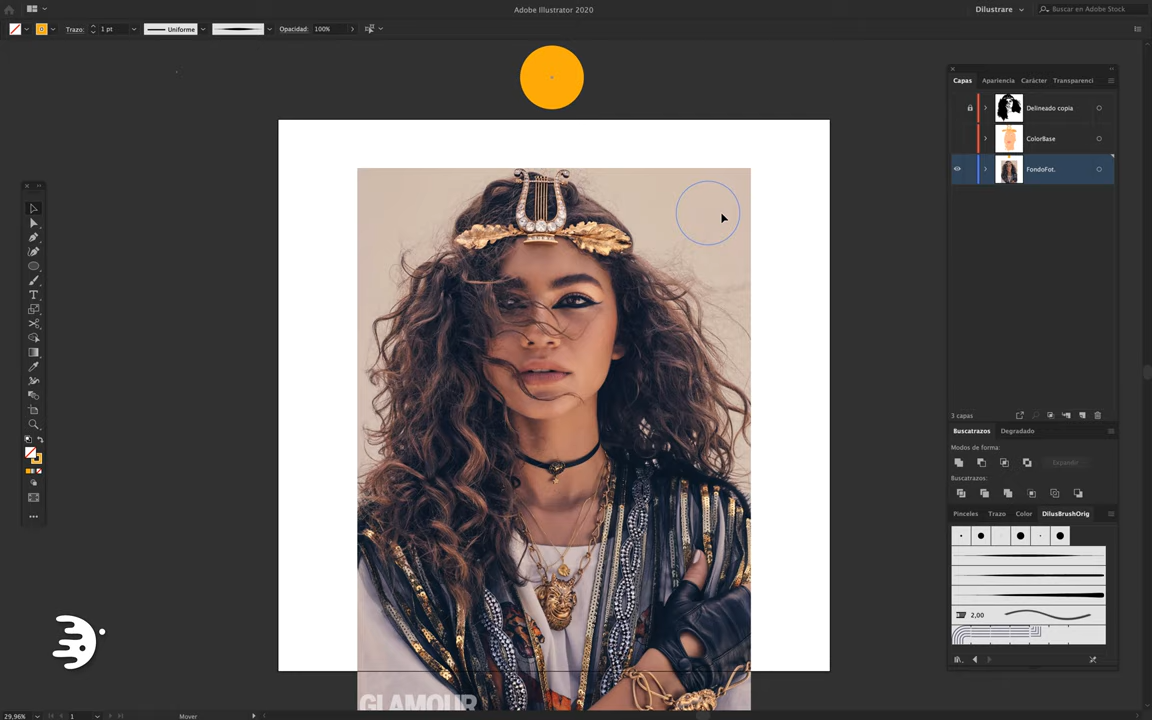 Adobe Illustrator 2020
Dilustrare
Buscar en Adobe Stock
Trazo:
1 pt
Uniforme
Opacidad:
100%
Capas
Apariencia
Carácter
Transparenci
Delineado copia
ColorBase
FondoFot.
3 capas
Buscatrazos
Degradado
Modos de forma:
Expandir
Buscatrazos:
Pinceles
Trazo
Color
DilusBrushOrig
2,00
GLAMOUR
29,96%
1
Mover